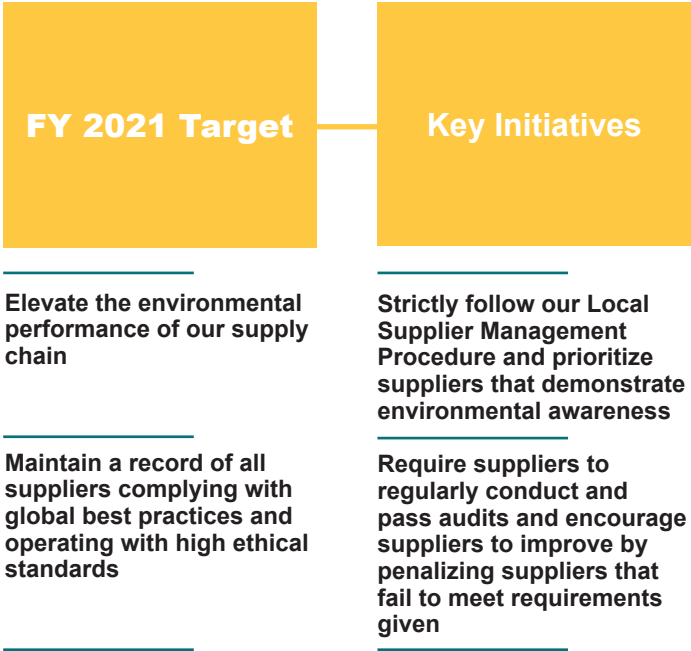 FY 2021 Target
Key Initiatives
Elevate the environmental
performance of our supply
chain
Strictly follow our Local
Supplier Management
Procedure and prioritize
suppliers that demonstrate
environmental awareness
Maintain a record of all
suppliers complying with
global best practices and
operating with high ethical
standards
Require suppliers to
regularly conduct and
pass audits and encourage
suppliers to improve by
penalizing suppliers that
fail to meet requirements
given